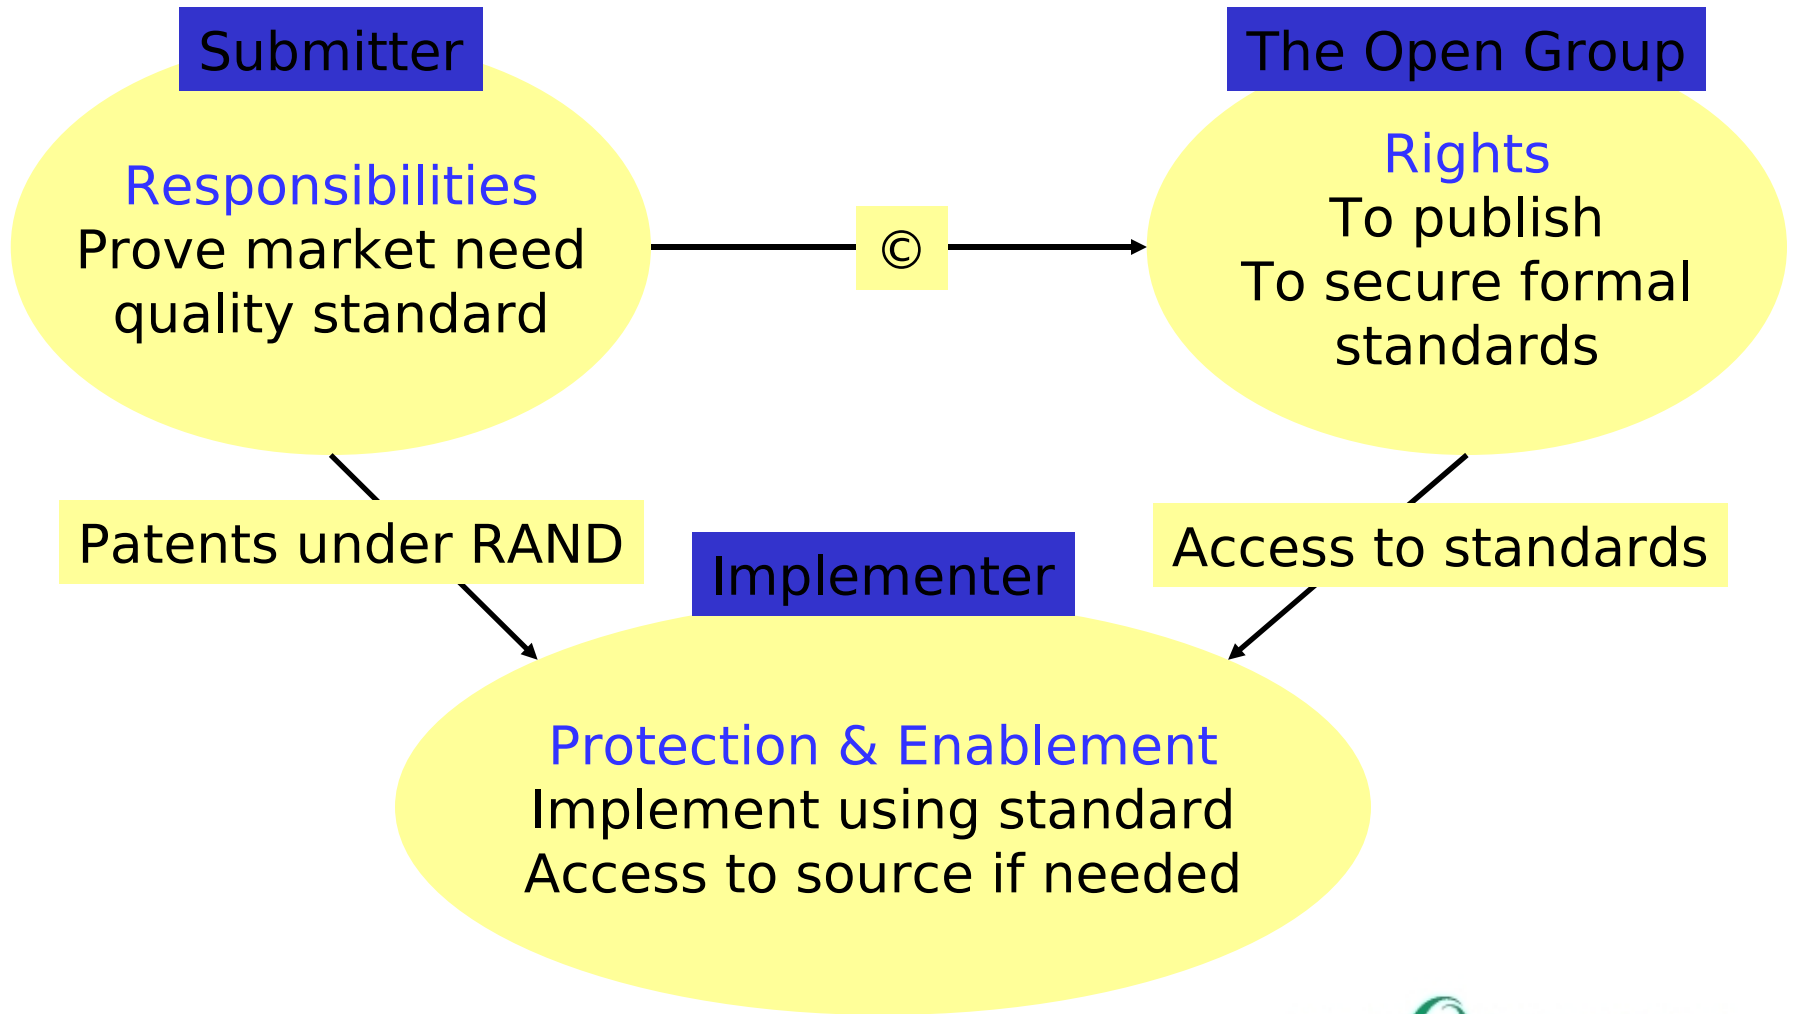 Submitter
The Open Group
Responsibilities
Prove market need
quality standard
©
Rights
To publish
To secure formal
standards
Patents under RAND
Access to standards
Implementer
Protection & Enablement
Implement using standard
Access to source if needed